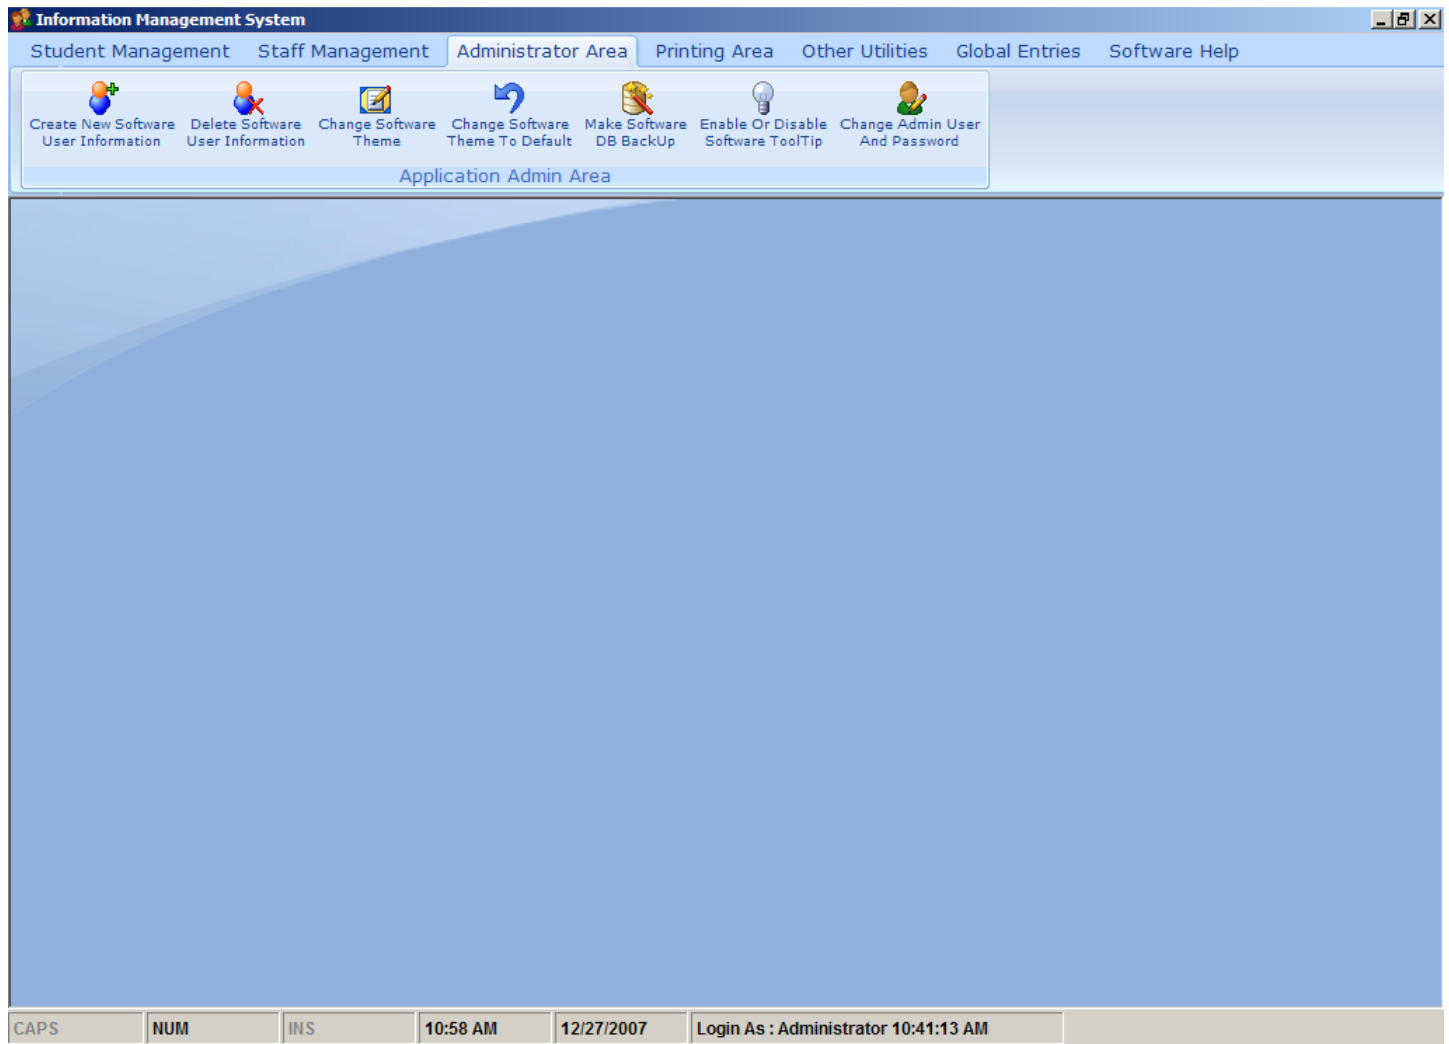 Information Management System
Student Management Staff Management Administrator Area Printing Area Other Utilities Global Entries Software Help
Create New Software Delete Software Change Software Change Software Make Software Enable Or Disable Change Admin User
User Information User Information Theme Theme To Default DB BackUp Software ToolTip And Password
Application Admin Area
CAPS NUM INS 10:58 AM 12/27/2007 Login As : Administrator 10:41:13 AM